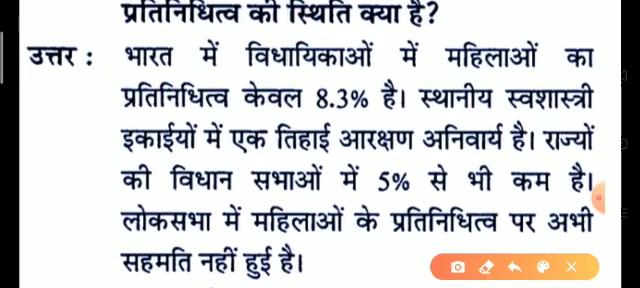 प्रतिनिधित्व की स्थिति क्या है?
उत्तर : भारत में विधायिकाओं में महिलाओं का
प्रतिनिधित्व केवल 8.3% है। स्थानीय स्वशास्त्री
इकाईयों में एक तिहाई आरक्षण अनिवार्य है। राज्यों
की विधान सभाओं में 5% से भी कम है।
लोकसभा में महिलाओं के प्रतिनिधित्व पर अभी
सहमति नहीं हुई है।